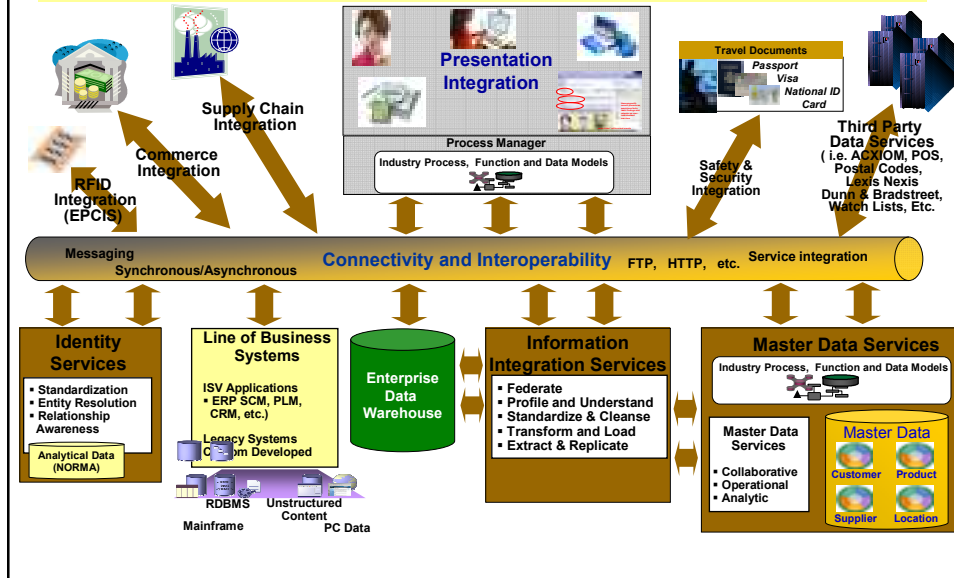 Presentation
Integration
Travel Documents
Passport
Visa
National ID
Card
Supply Chain
Integration
Commerce
Integration
RFID
Integration
(EPCIS)
Process Manager
Industry Process, Function and Data Models
Safety &
Security
Integration
Third Party
Data Services
( i.e. ACXIOM, POS,
Postal Codes,
Lexis Nexis
Dunn & Bradstreet,
Watch Lists, Etc.
Messaging
Synchronous/Asynchronous
Connectivity and Interoperability
FTP, HTTP, etc.
Service integration
Identity
Services
▪ Standardization
▪ Entity Resolution
▪ Relationship
Awareness
Analytical Data
(NORMA)
Line of Business
Systems
ISV Applications
▪ ERP SCM, PLM,
CRM, etc.)
Legacy Systems
RDBMS
Unstructured
Content
Mainframe
PC Data
Enterprise
Data
Warehouse
Information
Integration Services
▪ Federate
▪ Profile and Understand
▪ Standardize & Cleanse
▪ Transform and Load
▪ Extract & Replicate
Master Data Services
Industry Process, Function and Data Models
Master Data
Services
▪ Collaborative
▪ Operational
▪ Analytic
Master Data
Customer
Product
Supplier
Location